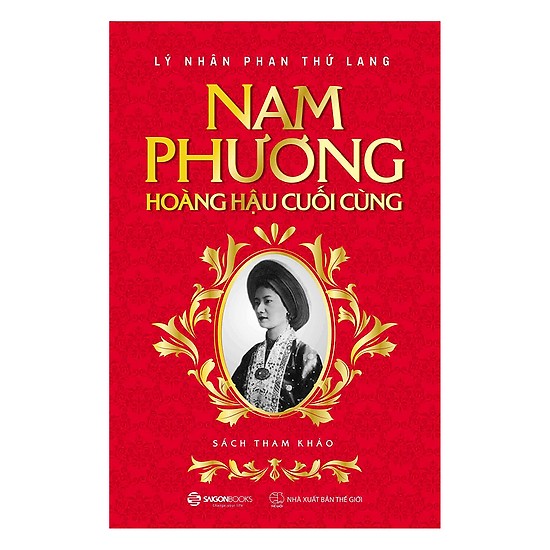 LÝ NHÂN PHAN THỨ LANG
NAM
PHƯƠNG
HOÀNG HẬU CUỐI CÙNG
SÁCH THAM KHẢO
SAIGONBOOKS
NHÀ XUẤT BẢN THẾ GIỚI